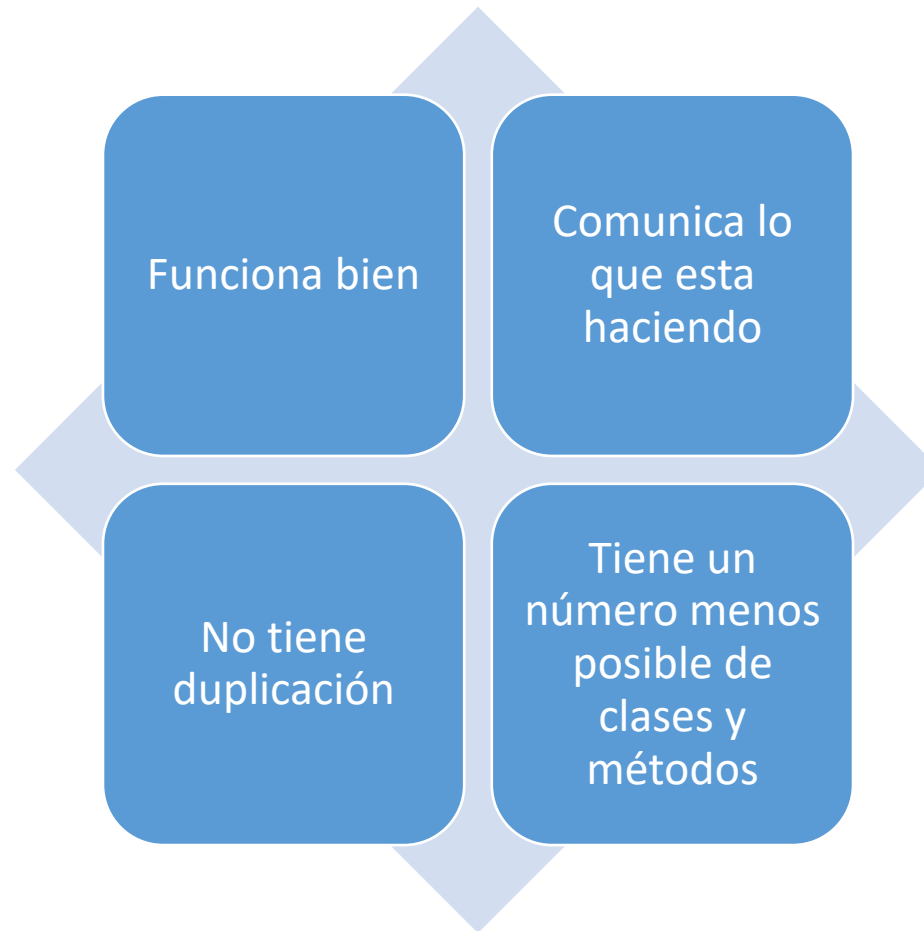 Funciona bien
Comunica lo
que esta
haciendo
No tiene
duplicación
Tiene un
número menos
posible de
clases y
métodos